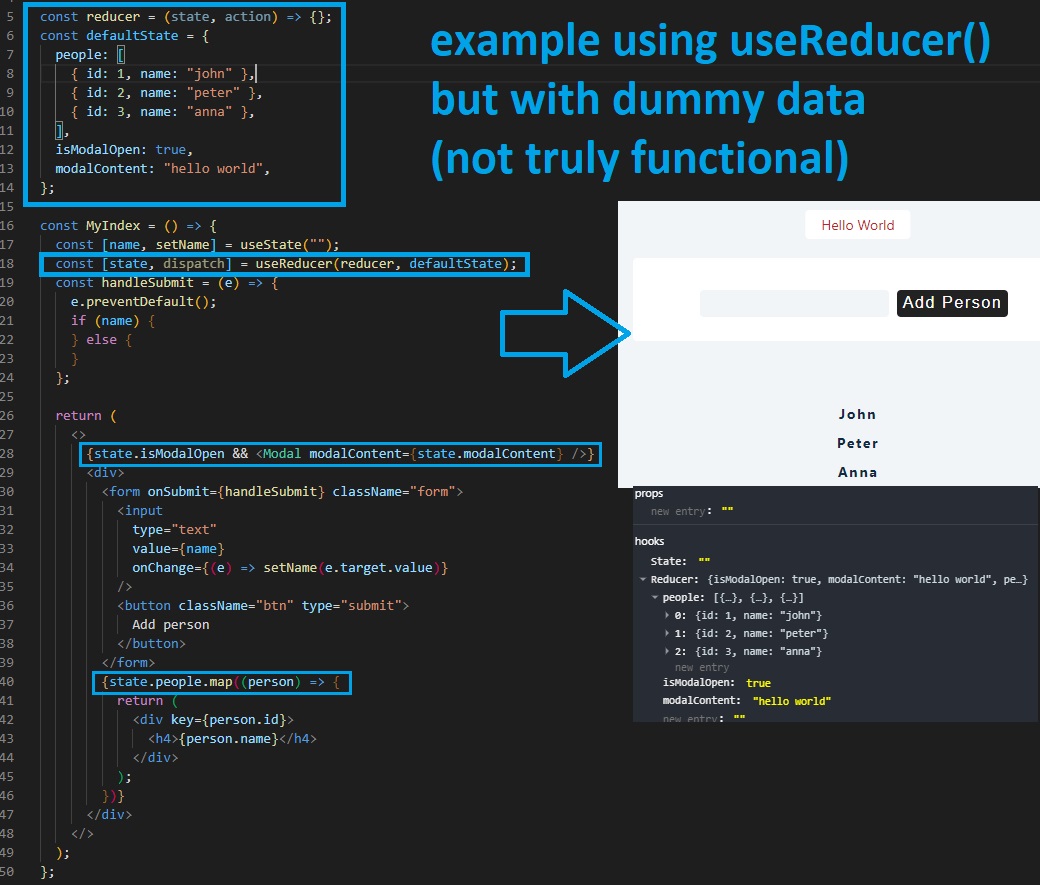 5 const reducer = (state, action) => {};
6 const defaultState = {
7 people: [
8 { id: 1, name: "john" },
9 { id: 2, name: "peter" },
10 { id: 3, name: "anna" },
11 ],
12 isModalOpen: true,
13 modalContent: "hello world",
14 };
15
16 const MyIndex = () => {
17 const [name, setName] = useState("");
18 const [state, dispatch] = useReducer(reducer, defaultState);
19 const handleSubmit = (e) => {
20 e.preventDefault();
21 if (name) {
22 } else {
23 }
24 };
25
26 return (
27 <>
28 {state.isModalOpen && <Modal modalContent={state.modalContent} />}
29 <div>
30 <form onSubmit={handleSubmit} className="form">
31 <input
32 type="text"
33 value={name}
34 onChange={(e) => setName(e.target.value)}
35 />
36 <button className="btn" type="submit">
37 Add person
38 </button>
39 </form>
40 {state.people.map((person) => {
41 return (
42 <div key={person.id}>
43 <h4>{person.name}</h4>
44 </div>
45 );
46 })}
47 </div>
48 </>
49 );
50 };
example using useReducer()
but with dummy data
(not truly functional)
Hello World
Add Person
John
Peter
Anna
props
new entry: ""
hooks
State: ""
Reducer: {isModalOpen: true, modalContent: "hello world", pe…}
people: [{…}, {…}, {…}]
0: {id: 1, name: "john"}
1: {id: 2, name: "peter"}
2: {id: 3, name: "anna"}
new entry
isModalOpen: true
modalContent: "hello world"
new entry: ""